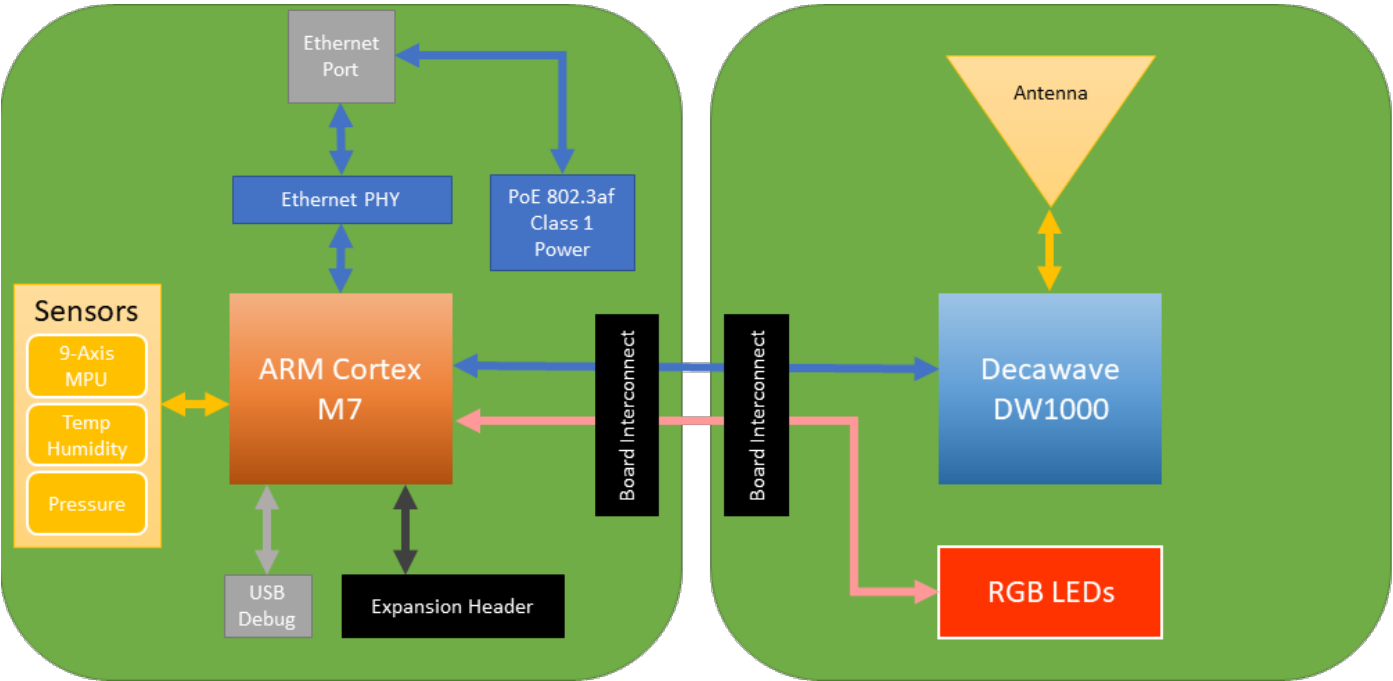 Ethernet
Port
Antenna
Ethernet PHY
PoE 802.3af
Class 1
Power
Sensors
9-Axis
MPU
Temp
Humidity
Pressure
ARM Cortex
M7
Board Interconnect
Board Interconnect
Decawave
DW1000
USB
Debug
Expansion Header
RGB LEDs